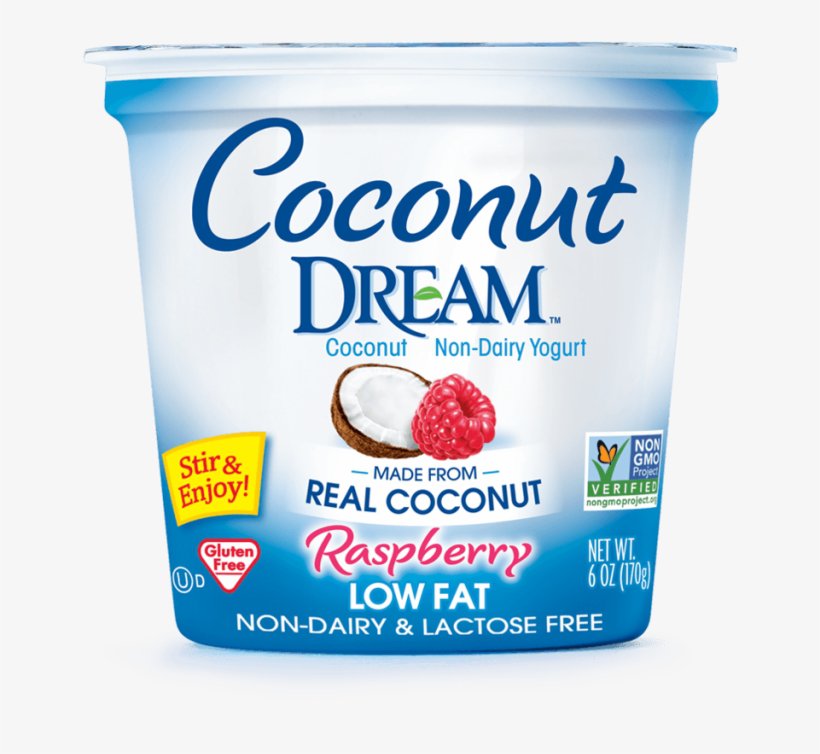 Coconut
DREAM™
Coconut Non-Dairy Yogurt
MADE FROM
REAL COCONUT
Stir &
Enjoy!
NON
GMO
Project
VERIFIED
nongmoproject.org
Gluten
Free
U D
Raspberry
LOW FAT
NON-DAIRY & LACTOSE FREE
NET WT.
6 OZ (170g)